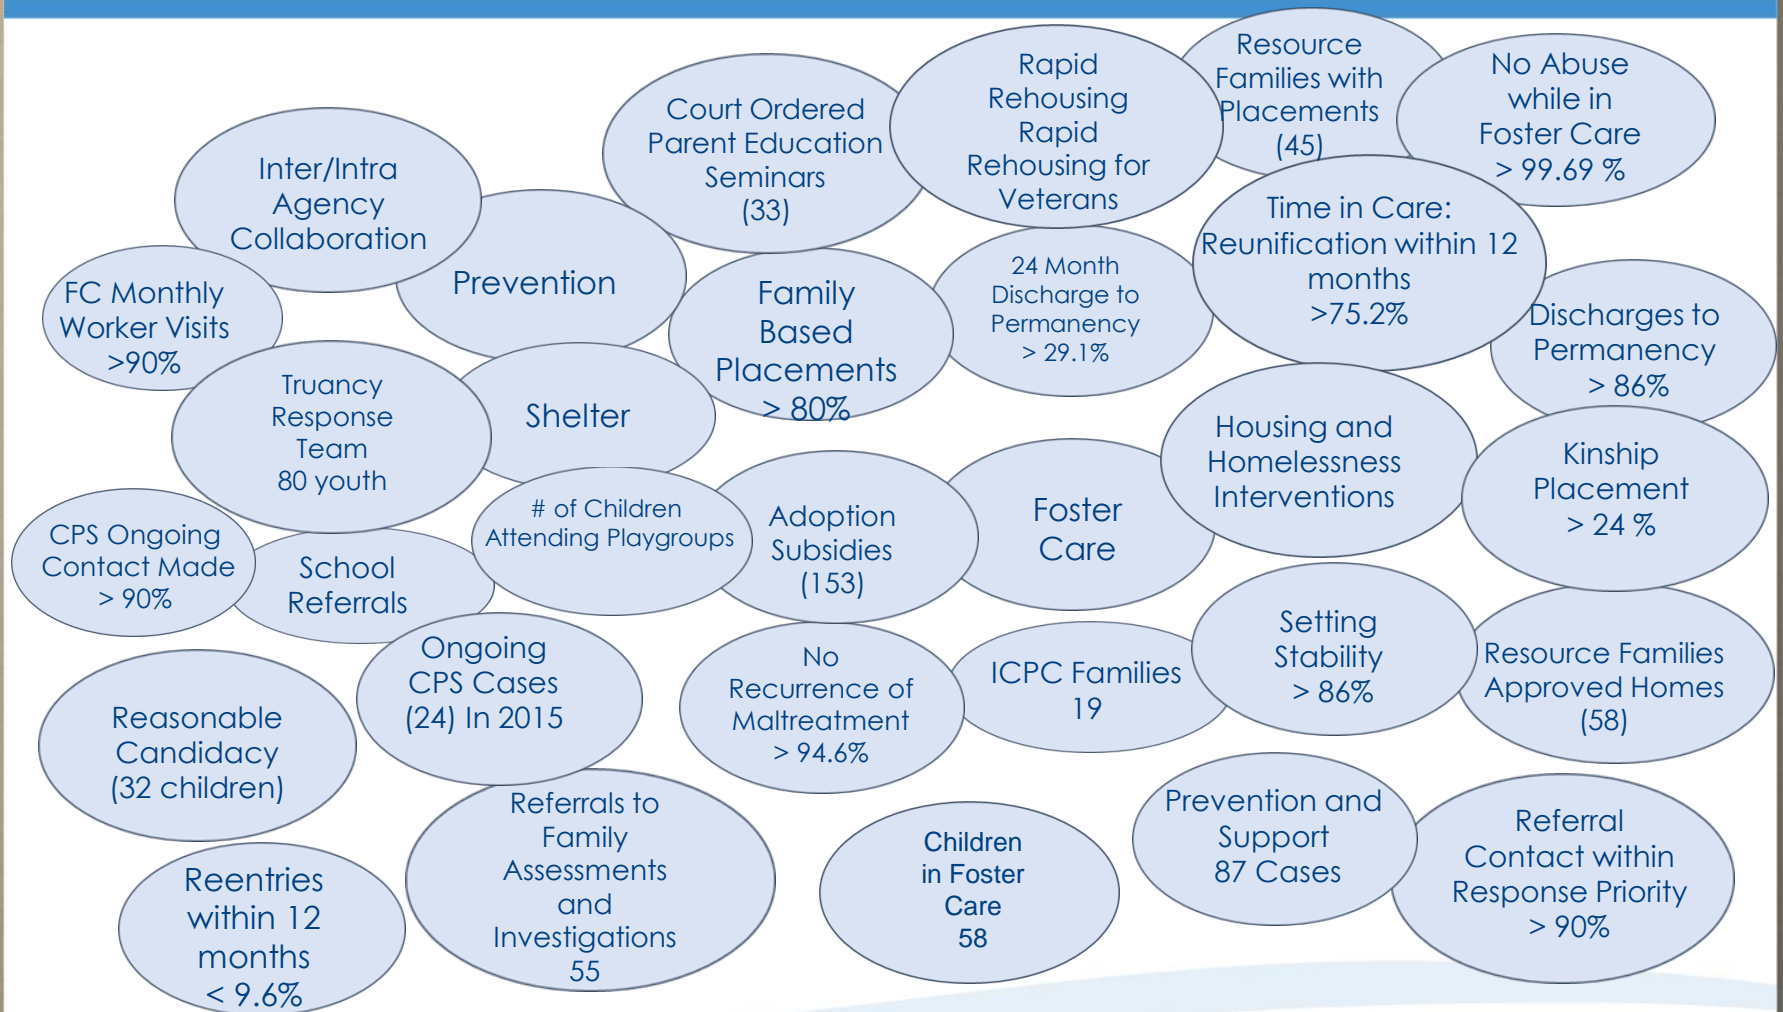 Resource
Families with
Placements
(45)
Rapid
Rehousing
Rapid
Rehousing for
Veterans
No Abuse
while in
Foster Care
> 99.69 %
Court Ordered
Parent Education
Seminars
(33)
Inter/Intra
Agency
Collaboration
Time in Care:
Reunification within 12
months
>75.2%
Prevention
FC Monthly
Worker Visits
>90%
Family
Based
Placements
> 80%
24 Month
Discharge to
Permanency
> 29.1%
Discharges to
Permanency
> 86%
Truancy
Response
Team
80 youth
Shelter
Housing and
Homelessness
Interventions
Kinship
Placement
> 24 %
# of Children
Attending Playgroups
Adoption
Subsidies
(153)
Foster
Care
CPS Ongoing
Contact Made
> 90%
School
Referrals
Setting
Stability
> 86%
Ongoing
CPS Cases
(24) In 2015
No
Recurrence of
Maltreatment
> 94.6%
ICPC Families
19
Resource Families
Approved Homes
(58)
Reasonable
Candidacy
(32 children)
Referrals to
Family
Assessments
and
Investigations
55
Prevention and
Support
87 Cases
Referral
Contact within
Response Priority
> 90%
Children
in Foster
Care
58
Reentries
within 12
months
< 9.6%